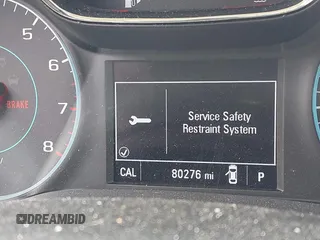 5
6
7
8
BRAKE
Service Safety
Restraint System
CAL 80276 mi P
DREAMBID